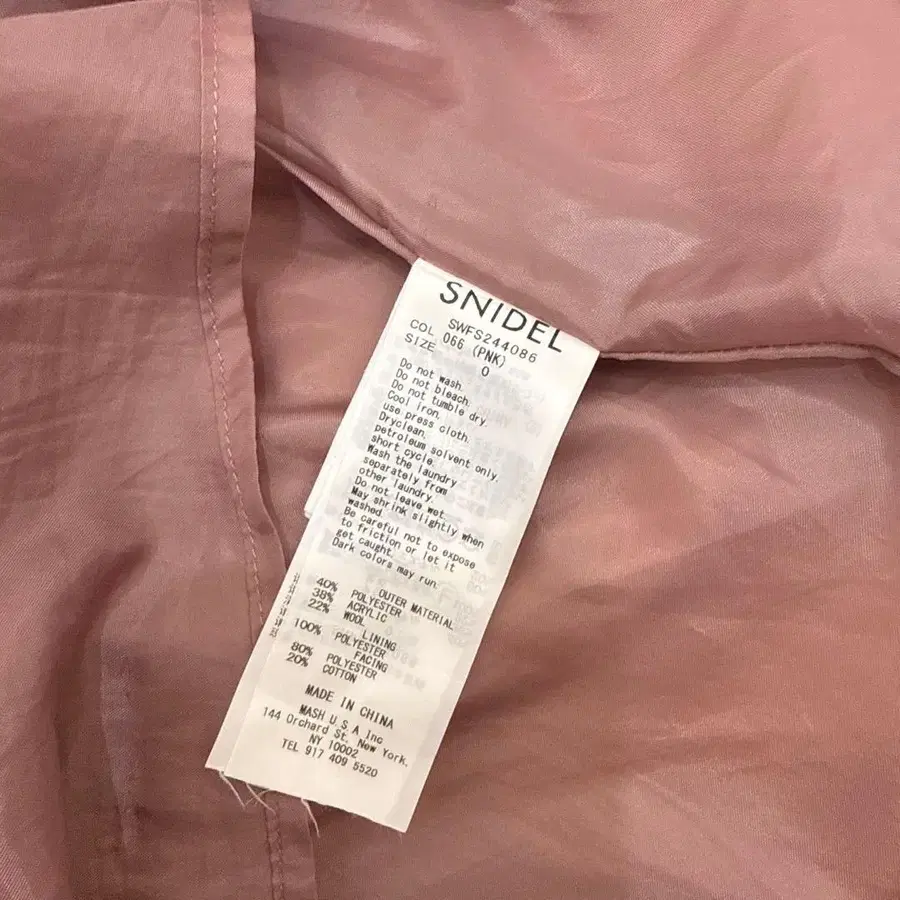 SNIDEL
SWFS244086
COL 066 (PNK)
SIZE 0
Do not wash.
Do not bleach.
Do not tumble dry.
Cool iron.
use press cloth.
Dryclean.
petroleum solvent only.
short cycle.
Wash the laundry
separately from
other laundry.
Do not leave wet.
May shrink slightly when
washed.
Be careful not to expose
to friction or let it
get caught.
Dark colors may run.
OUTER MATERIAL
40% POLYESTER
38% ACRYLIC
22% WOOL
LINING
100% POLYESTER
FACING
80% POLYESTER
20% COTTON
MADE IN CHINA
MASH U.S.A Inc
144 Orchard St. New York,
NY 10002
TEL 917 409 5520